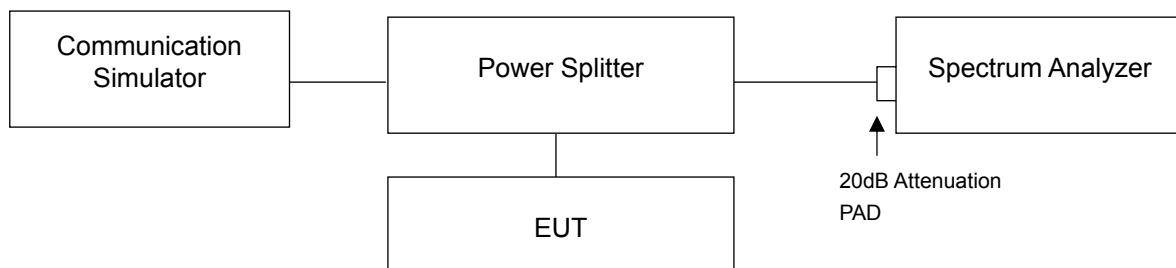 Communication
Simulator
Power Splitter
Spectrum Analyzer
20dB Attenuation
PAD
EUT